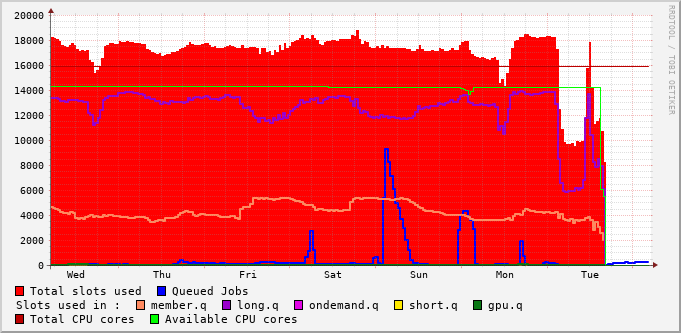 20000
18000
16000
14000
12000
10000
8000
6000
4000
2000
0
Wed Thu Fri Sat Sun Mon Tue
RRDTOOL / TOBI OETIKER
Total slots used Queued Jobs
Slots used in : member.q long.q ondemand.q short.q gpu.q
Total CPU cores Available CPU cores